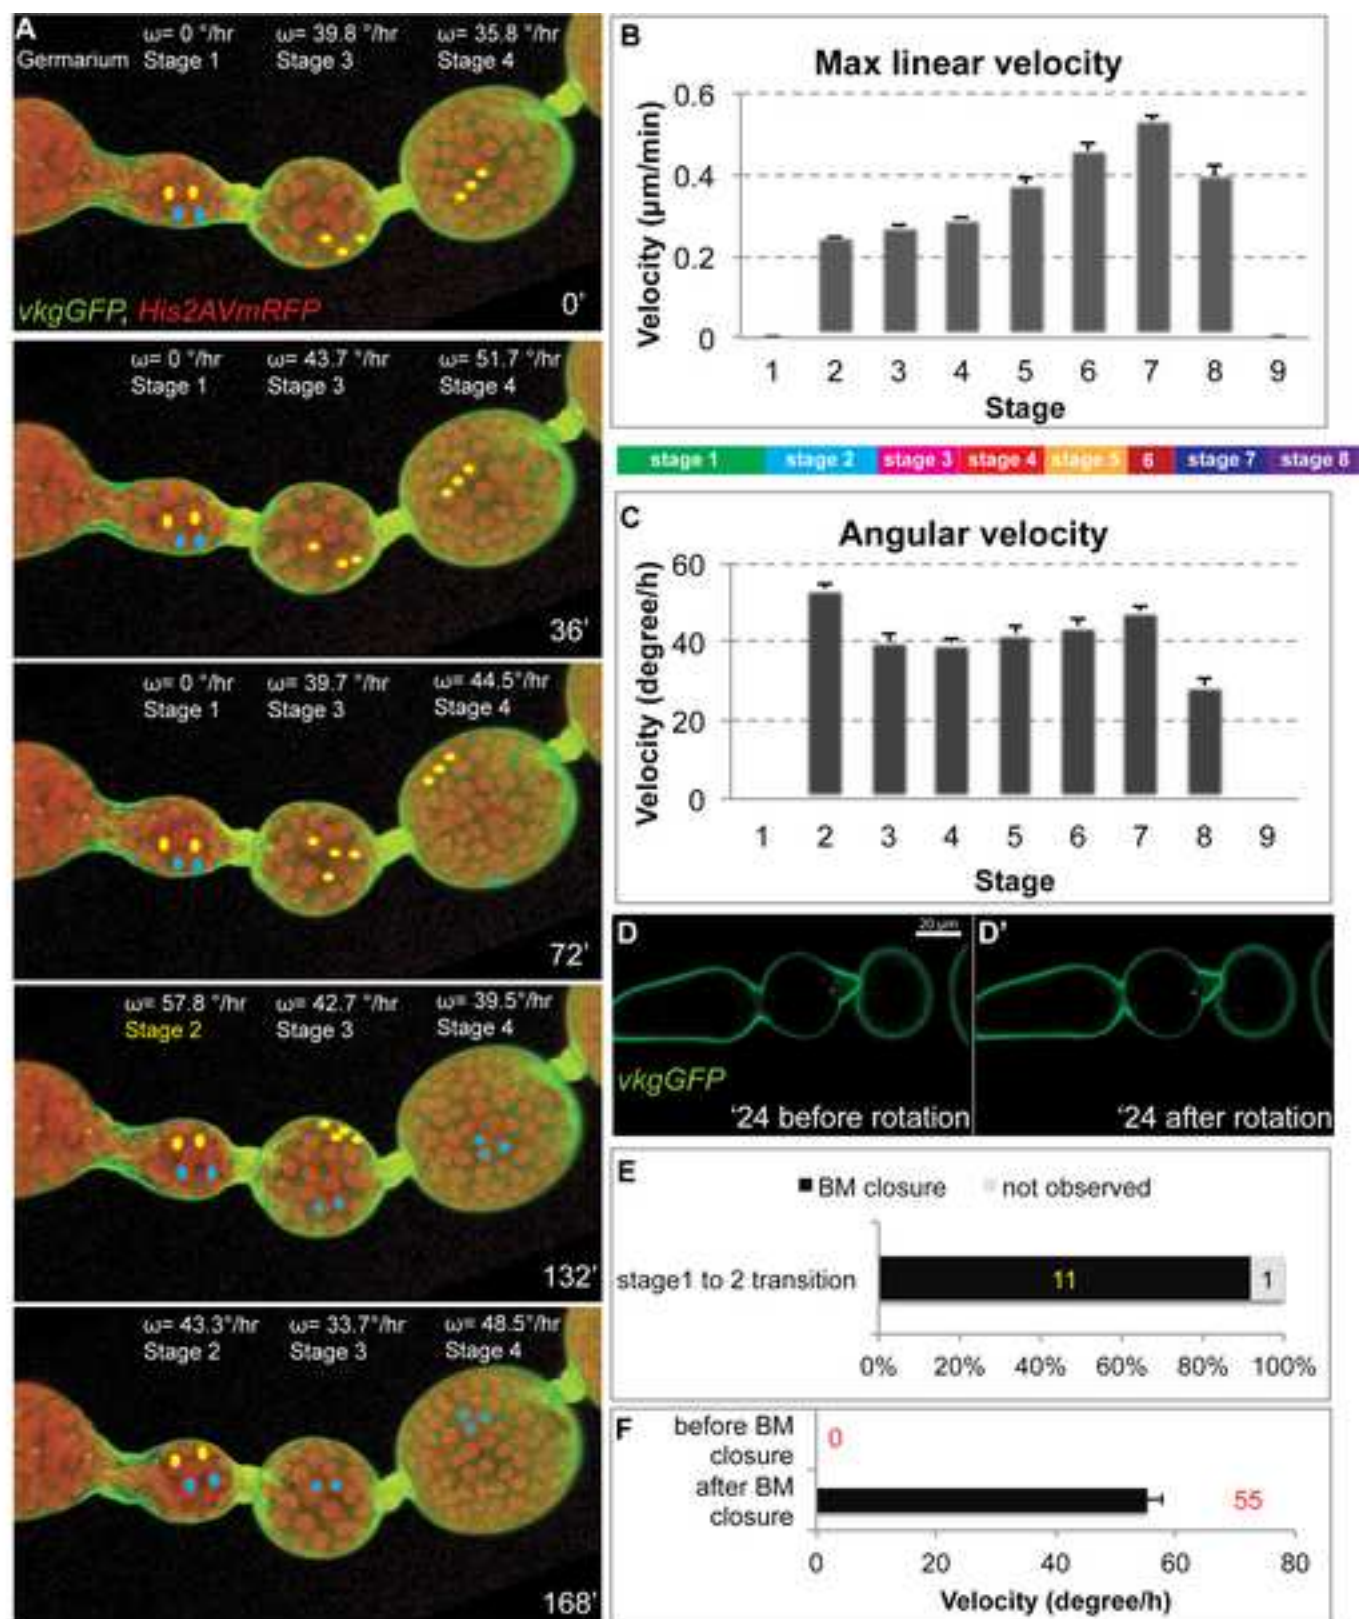 A
ω= 0 °/hr ω= 39.8 °/hr ω= 35.8 °/hr
Germarium Stage 1 Stage 3 Stage 4
vkgGFP, His2AVmRFP 0'
ω= 0 °/hr ω= 43.7 °/hr ω= 51.7 °/hr
Stage 1 Stage 3 Stage 4
36'
ω= 0 °/hr ω= 39.7 °/hr ω= 44.5°/hr
Stage 1 Stage 3 Stage 4
72'
ω= 57.8 °/hr ω= 42.7 °/hr ω= 39.5°/hr
Stage 2 Stage 3 Stage 4
132'
ω= 43.3°/hr ω= 33.7°/hr ω= 48.5°/hr
Stage 2 Stage 3 Stage 4
168'
B
Max linear velocity
Velocity (µm/min)
0.6
0.4
0.2
0
1 2 3 4 5 6 7 8 9
Stage
stage 1 stage 2 stage 3 stage 4 stage 5 6 stage 7 stage 8
C
Angular velocity
Velocity (degree/h)
60
40
20
0
1 2 3 4 5 6 7 8 9
Stage
D 20 µm D'
vkgGFP
'24 before rotation '24 after rotation
E
BM closure not observed
stage1 to 2 transition 11 1
0% 20% 40% 60% 80% 100%
F
before BM closure 0
after BM closure 55
0 20 40 60 80
Velocity (degree/h)